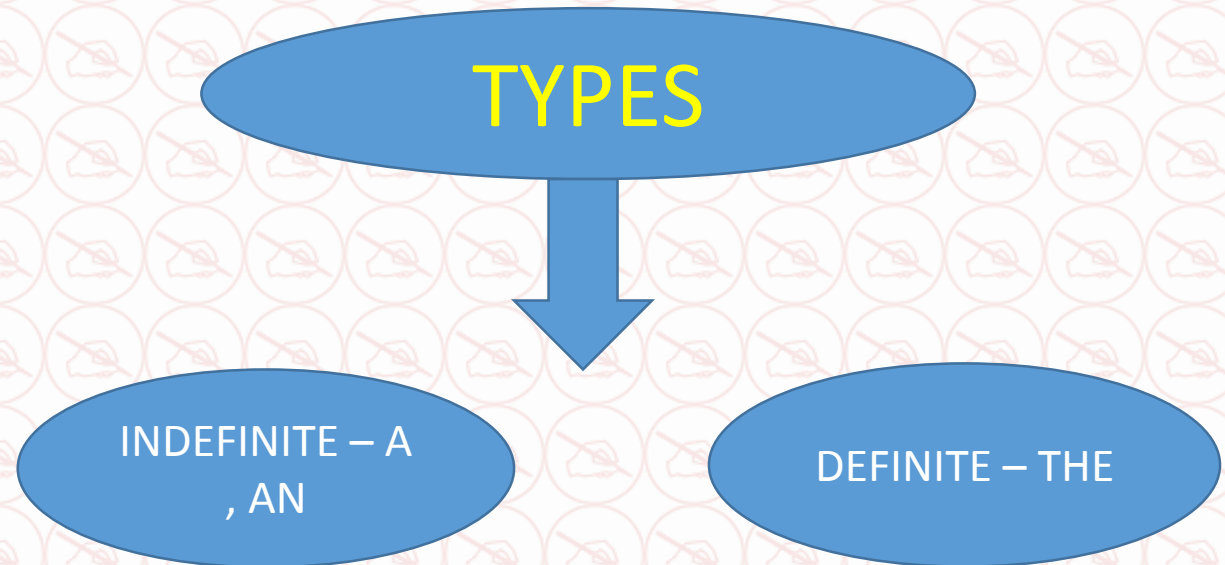 TYPES
INDEFINITE – A
, AN
DEFINITE – THE